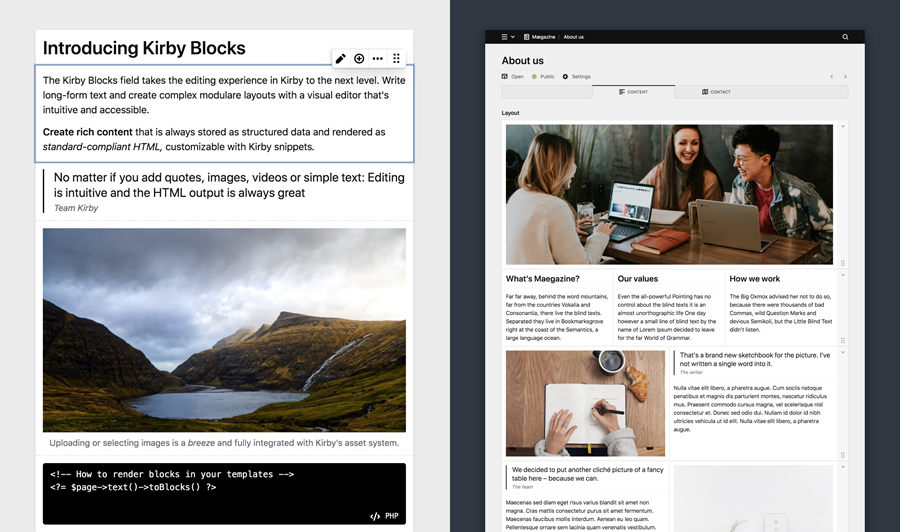 Introducing Kirby Blocks
The Kirby Blocks field takes the editing experience in Kirby to the next level. Write
long-form text and create complex modulare layouts with a visual editor that's
intuitive and accessible.
Create rich content that is always stored as structured data and rendered as
standard-compliant HTML, customizable with Kirby snippets.
No matter if you add quotes, images, videos or simple text: Editing
is intuitive and the HTML output is always great
Team Kirby
Uploading or selecting images is a breeze and fully integrated with Kirby's asset system.
<!-- How to render blocks in your templates -->
<?= $page->text()->toBlocks() ?>
</> PHP
Mægazine / About us
About us
Open Public Settings
CONTENT CONTACT
Layout
What's Maegazine?
Far far away, behind the word mountains,
far from the countries Vokalia and
Consonantia, there live the blind texts.
Separated they live in Bookmarksgrove
right at the coast of the Semantics, a
large language ocean.
Our values
Even the all-powerful Pointing has no
control about the blind texts it is an
almost unorthographic life One day
however a small line of blind text by the
name of Lorem Ipsum decided to leave
for the far World of Grammar.
How we work
The Big Oxmox advised her not to do so,
because there were thousands of bad
Commas, wild Question Marks and
devious Semikoli, but the Little Blind Text
didn't listen.
That's a brand new sketchbook for the picture. I've
not written a single word into it.
The writer
Nulla vitae elit libero, a pharetra augue. Cum sociis natoque
penatibus et magnis dis parturient montes, nascetur ridiculus
mus. Praesent commodo cursus magna, vel scelerisque nisl
consectetur et. Donec sed odio dui. Nullam id dolor id nibh
ultricies vehicula ut id elit. Nulla vitae elit libero, a pharetra
augue.
We decided to put another cliché picture of a fancy
table here – because we can.
The team
Maecenas sed diam eget risus varius blandit sit amet non
magna. Cras mattis consectetur purus sit amet fermentum.
Maecenas faucibus mollis interdum. Aenean eu leo quam.
Pellentesque ornare sem lacinia quam venenatis vestibulum.